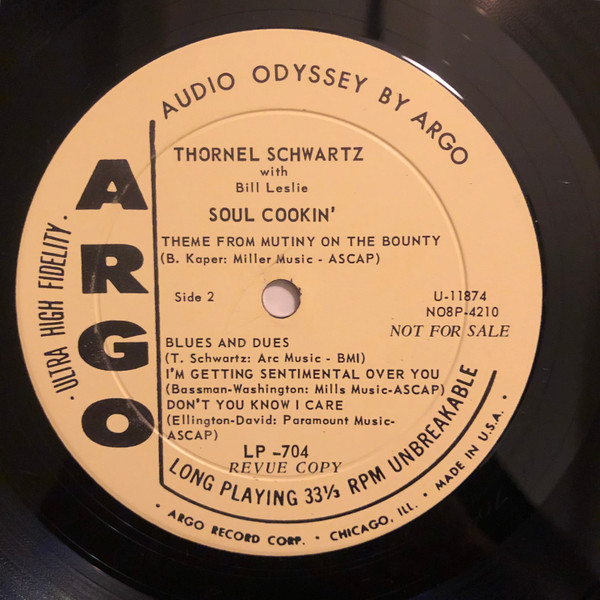 AUDIO ODYSSEY BY ARGO
ARGO
· ULTRA HIGH FIDELITY ·
THORNEL SCHWARTZ
with
Bill Leslie
SOUL COOKIN'
THEME FROM MUTINY ON THE BOUNTY
(B. Kaper: Miller Music - ASCAP)
Side 2
U-11874
NO8P-4210
NOT FOR SALE
BLUES AND DUES
(T. Schwartz: Arc Music - BMI)
I'M GETTING SENTIMENTAL OVER YOU
(Bassman-Washington: Mills Music-ASCAP)
DON'T YOU KNOW I CARE
(Ellington-David: Paramount Music-
ASCAP)
LP -704
REVUE COPY
LONG PLAYING 33⅓ RPM UNBREAKABLE
· ARGO RECORD CORP. · CHICAGO, ILL. · MADE IN U.S.A. ·